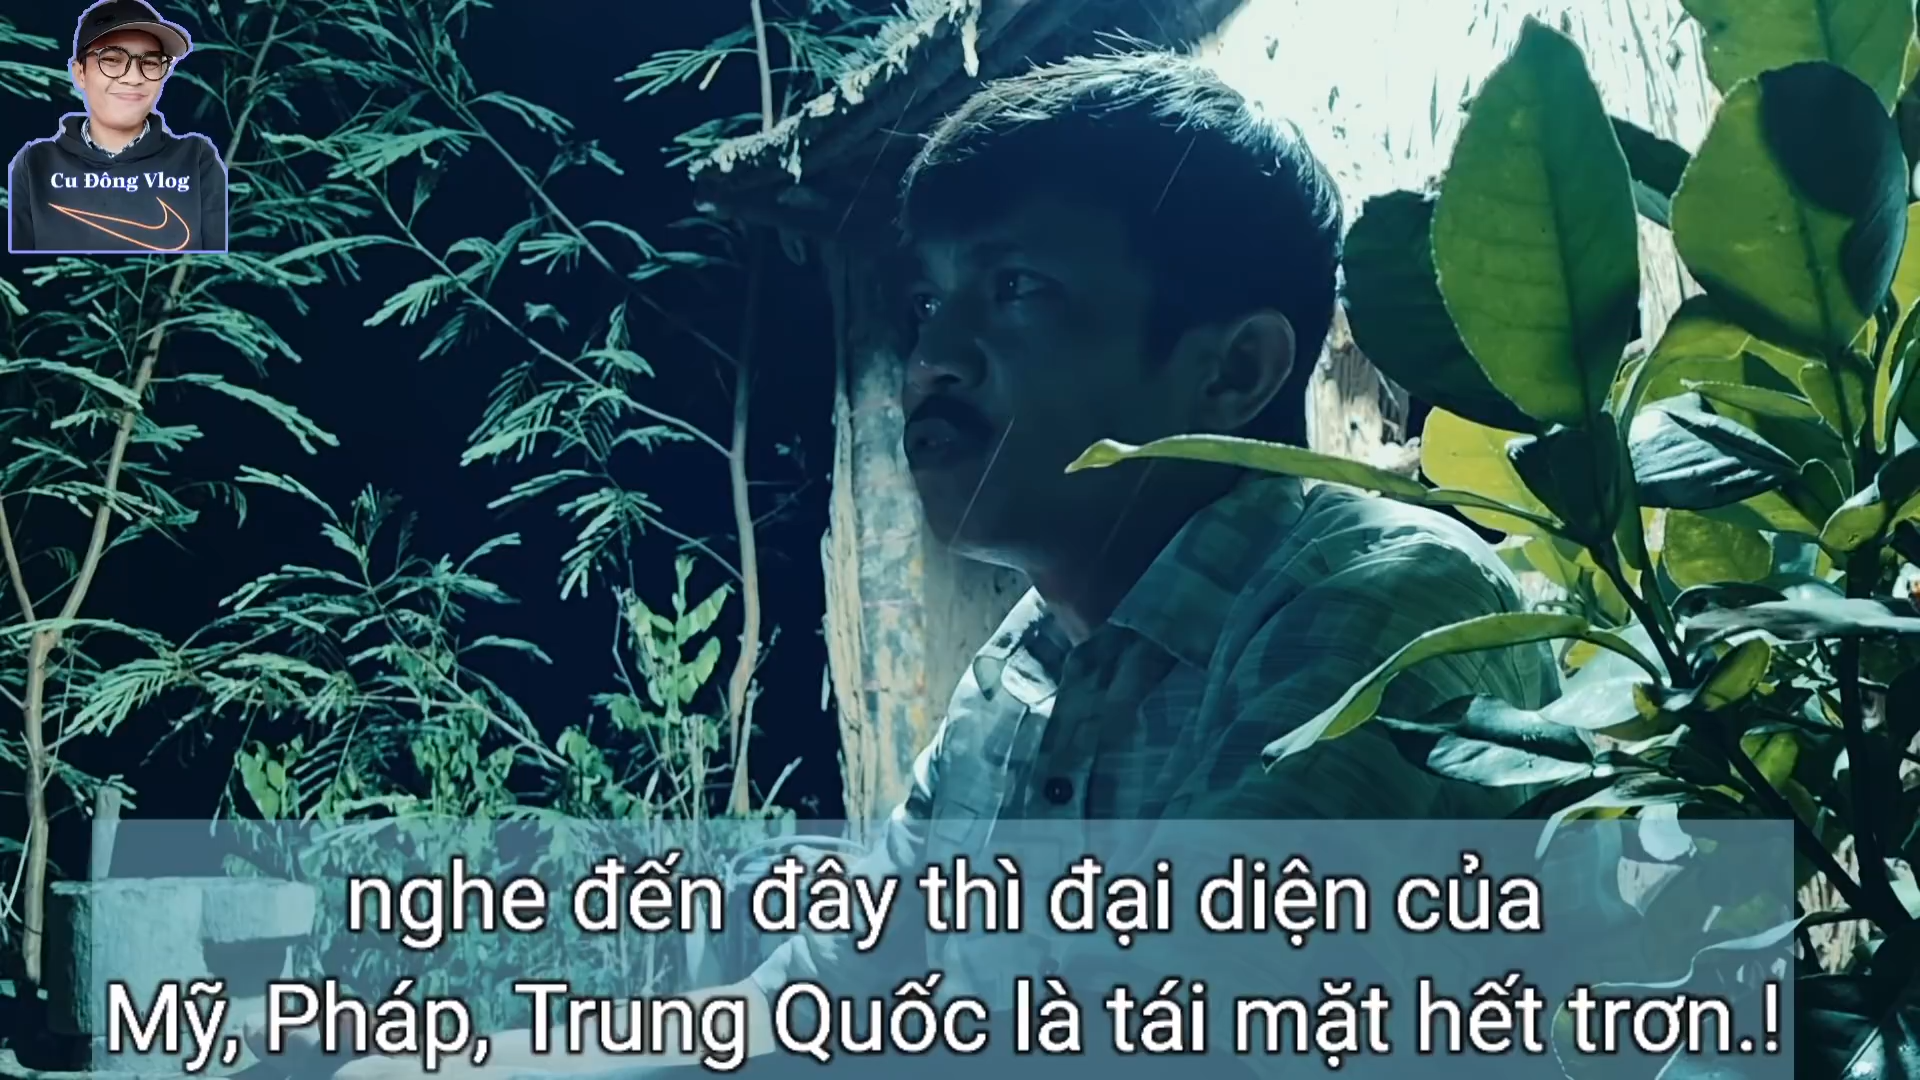 Cu Đông Vlog
nghe đến đây thì đại diện của
Mỹ, Pháp, Trung Quốc là tái mặt hết trơn.!